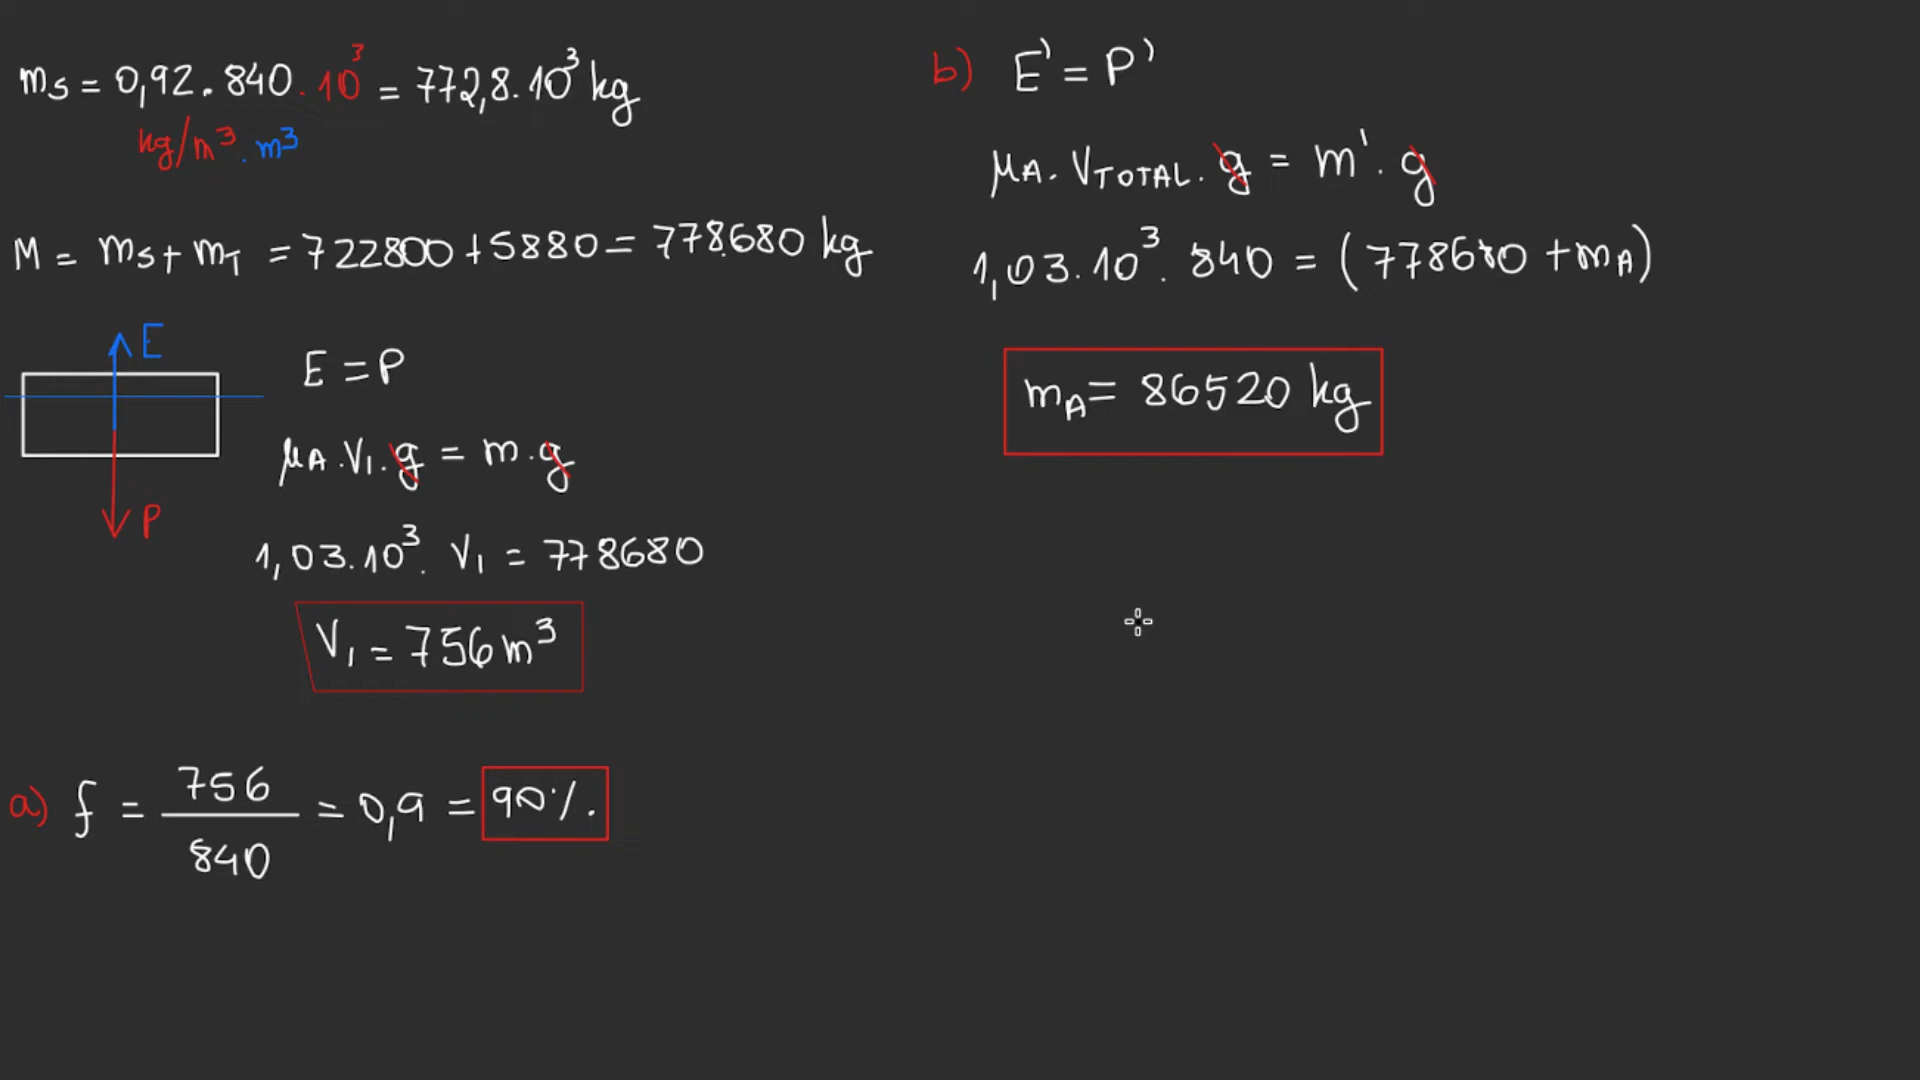 mS = 0,92 . 840 . 10³ = 772,8 . 10³ kg
kg/m³ . m³
M = mS + mT = 722800 + 5880 = 778.680 kg
E
P
E = P
μA . V1 . g = m . g
1,03 . 10³ . V1 = 778680
V1 = 756 m³
a) f = 756/840 = 0,9 = 90%.
b) E' = P'
μA . VTOTAL . g = m' . g
1,03 . 10³ . 840 = (778680 + mA)
mA = 86520 kg